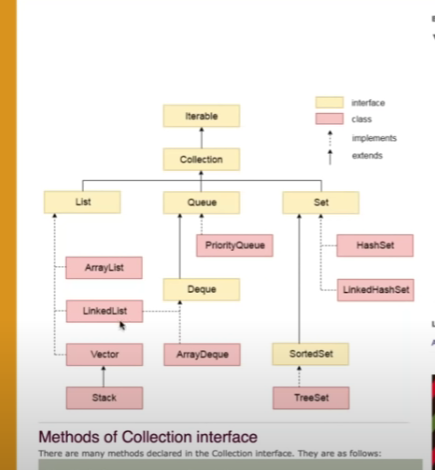 interface
class
implements
extends
Iterable
Collection
List
Queue
Set
PriorityQueue
HashSet
ArrayList
Deque
LinkedHashSet
LinkedList
Vector
ArrayDeque
SortedSet
Stack
TreeSet
Methods of Collection interface
There are many methods declared in the Collection interface. They are as follows: